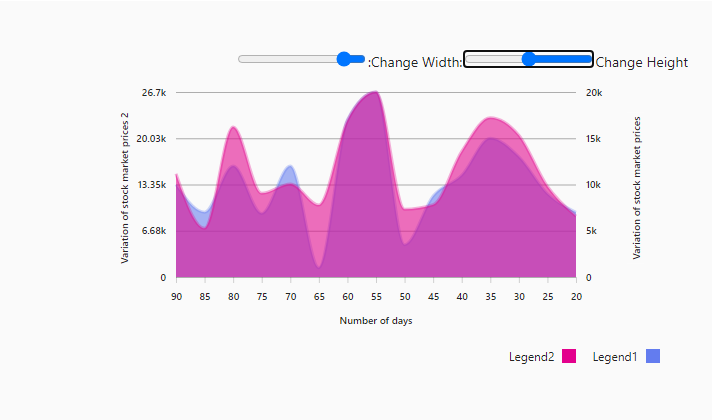 :Change Width: Change Height
26.7k
20.03k
13.35k
6.68k
0
Variation of stock market prices 2
20k
15k
10k
5k
0
Variation of stock market prices
90 85 80 75 70 65 60 55 50 45 40 35 30 25 20
Number of days
Legend2 Legend1